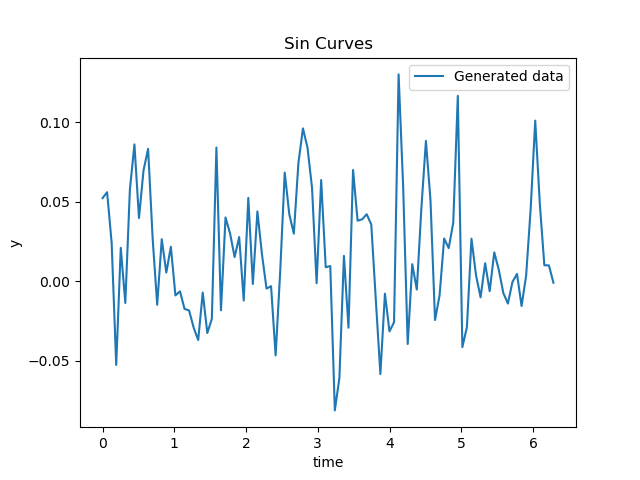 Sin Curves
Generated data
y
0.10
0.05
0.00
−0.05
0 1 2 3 4 5 6
time